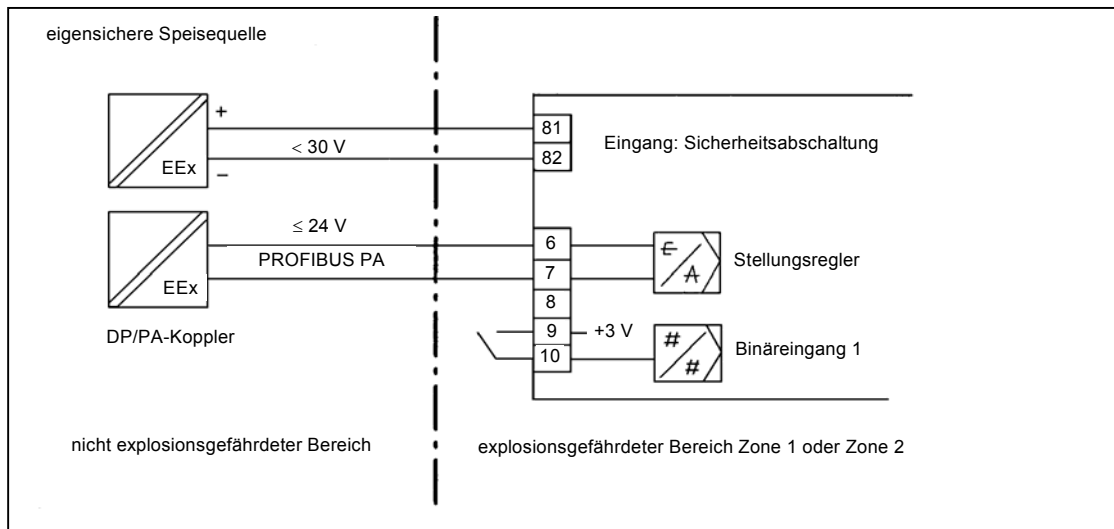 eigensichere Speisequelle
+
< 30 V
EEx
−
81
82
Eingang: Sicherheitsabschaltung
≤ 24 V
PROFIBUS PA
EEx
DP/PA-Koppler
6
7
8
9
10
+3 V
E
A
Stellungsregler
#
#
Binäreingang 1
nicht explosionsgefährdeter Bereich
explosionsgefährdeter Bereich Zone 1 oder Zone 2